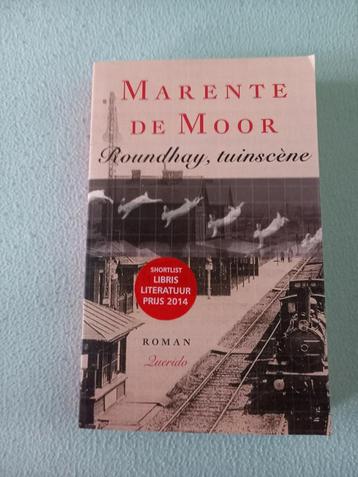 MARENTE
DE MOOR
Roundhay, tuinscène
SHORTLIST
LIBRIS
LITERATUUR
PRIJS 2014
ROMAN
Querido